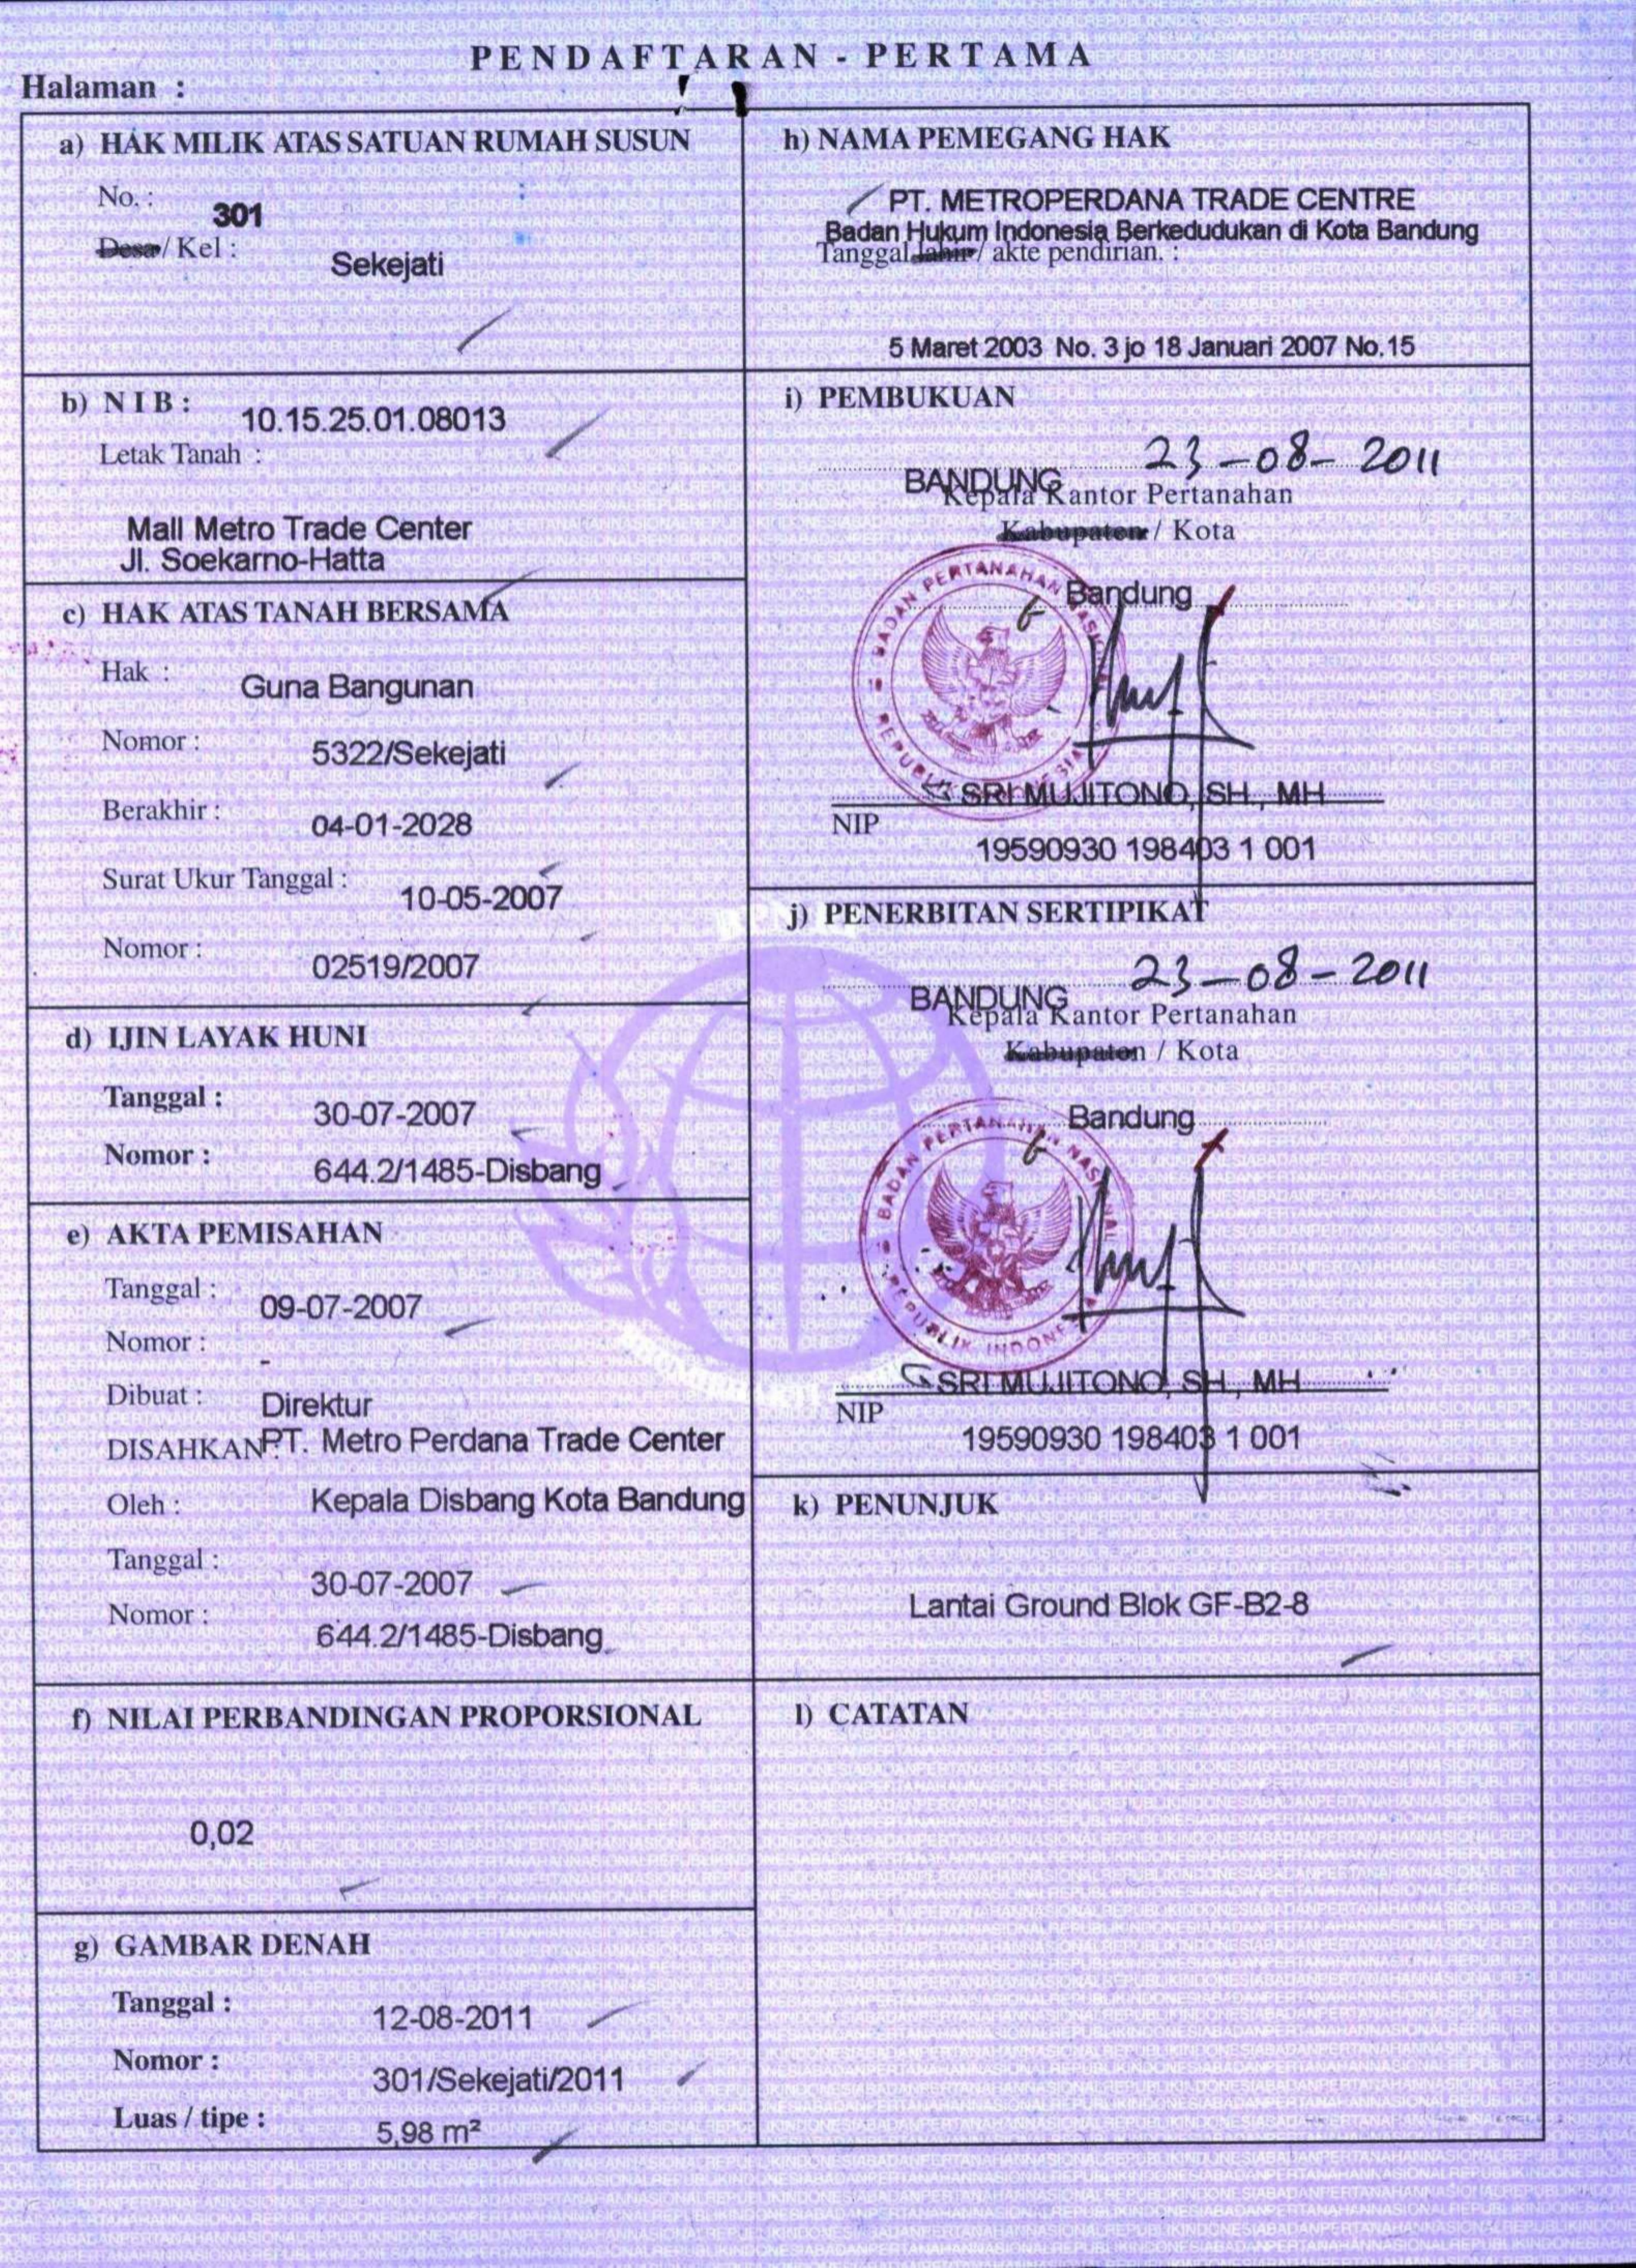 PENDAFTARAN - PERTAMA
Halaman :
a) HAK MILIK ATAS SATUAN RUMAH SUSUN
No. : 301
Desa / Kel : Sekejati
b) N I B : 10.15.25.01.08013
Letak Tanah :
Mall Metro Trade Center
Jl. Soekarno-Hatta
c) HAK ATAS TANAH BERSAMA
Hak : Guna Bangunan
Nomor : 5322/Sekejati
Berakhir : 04-01-2028
Surat Ukur Tanggal : 10-05-2007
Nomor : 02519/2007
d) IJIN LAYAK HUNI
Tanggal : 30-07-2007
Nomor : 644.2/1485-Disbang
e) AKTA PEMISAHAN
Tanggal : 09-07-2007
Nomor : -
Dibuat : Direktur
DISAHKAN : PT. Metro Perdana Trade Center
Oleh : Kepala Disbang Kota Bandung
Tanggal : 30-07-2007
Nomor : 644.2/1485-Disbang
f) NILAI PERBANDINGAN PROPORSIONAL
0,02
g) GAMBAR DENAH
Tanggal : 12-08-2011
Nomor : 301/Sekejati/2011
Luas / tipe : 5,98 m²
h) NAMA PEMEGANG HAK
PT. METROPERDANA TRADE CENTRE
Badan Hukum Indonesia Berkedudukan di Kota Bandung
Tanggal lahir / akte pendirian. :
5 Maret 2003 No. 3 jo 18 Januari 2007 No.15
i) PEMBUKUAN
BANDUNG 23-08-2011
Kepala Kantor Pertanahan
Kabupaten / Kota
Bandung
BADAN PERTANAHAN NASIONAL
REPUBLIK INDONESIA
SRI MUJITONO, SH., MH
NIP
19590930 198403 1 001
j) PENERBITAN SERTIPIKAT
BANDUNG 23-08-2011
Kepala Kantor Pertanahan
Kabupaten / Kota
Bandung
BADAN PERTANAHAN NASIONAL
REPUBLIK INDONESIA
SRI MUJITONO, SH., MH
NIP
19590930 198403 1 001
k) PENUNJUK
Lantai Ground Blok GF-B2-8
l) CATATAN